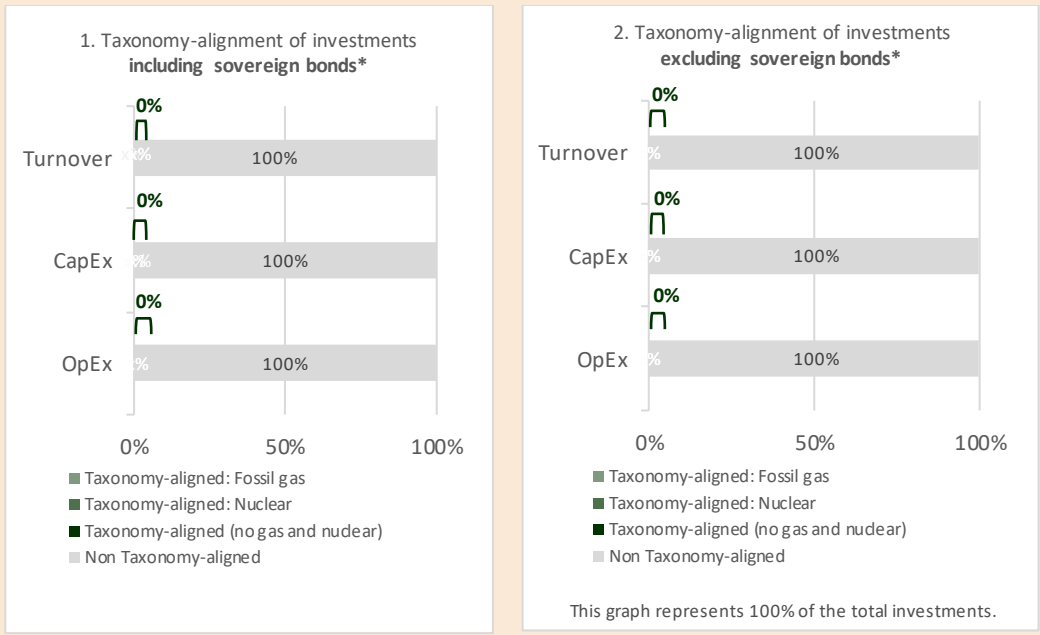 1. Taxonomy-alignment of investments
including sovereign bonds*
0%
Turnover
100%
0%
CapEx
100%
0%
OpEx
100%
0% 50% 100%
Taxonomy-aligned: Fossil gas
Taxonomy-aligned: Nuclear
Taxonomy-aligned (no gas and nuclear)
Non Taxonomy-aligned
2. Taxonomy-alignment of investments
excluding sovereign bonds*
0%
Turnover
% 100%
0%
CapEx
% 100%
0%
OpEx
% 100%
0% 50% 100%
Taxonomy-aligned: Fossil gas
Taxonomy-aligned: Nuclear
Taxonomy-aligned (no gas and nuclear)
Non Taxonomy-aligned
This graph represents 100% of the total investments.